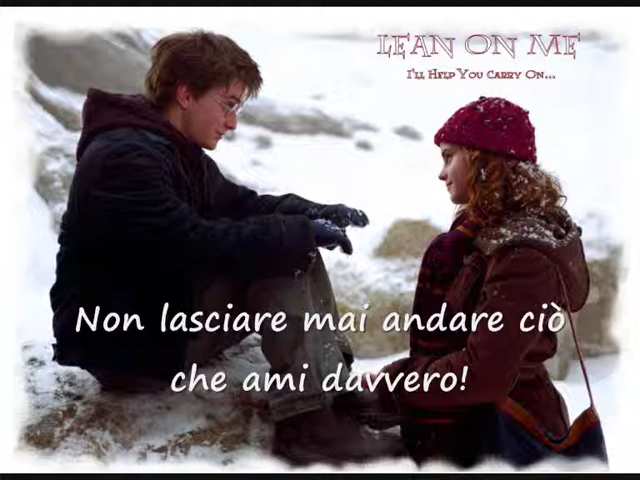 LEAN ON ME
I'll Help You Carry On...
Non lasciare mai andare ciò
che ami davvero!